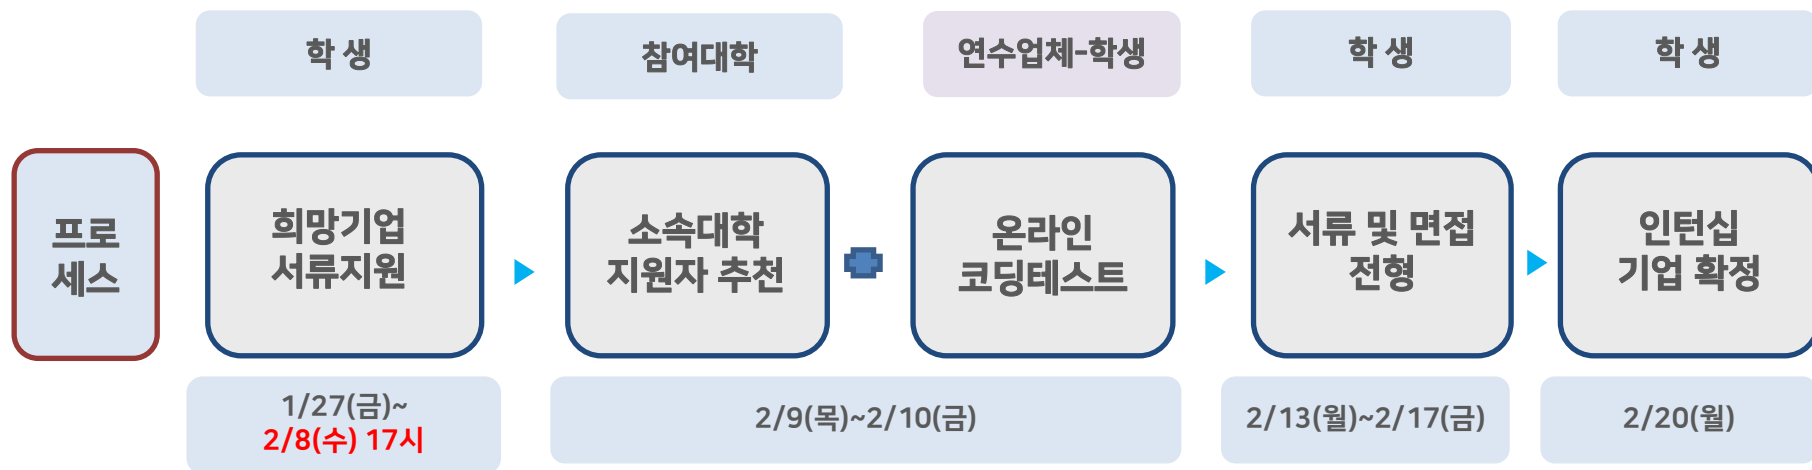 학 생
참여대학
연수업체-학생
학 생
학 생
프로
세스
희망기업
서류지원
소속대학
지원자 추천
온라인
코딩테스트
서류 및 면접
전형
인턴십
기업 확정
1/27(금)~
2/8(수) 17시
2/9(목)~2/10(금)
2/13(월)~2/17(금)
2/20(월)